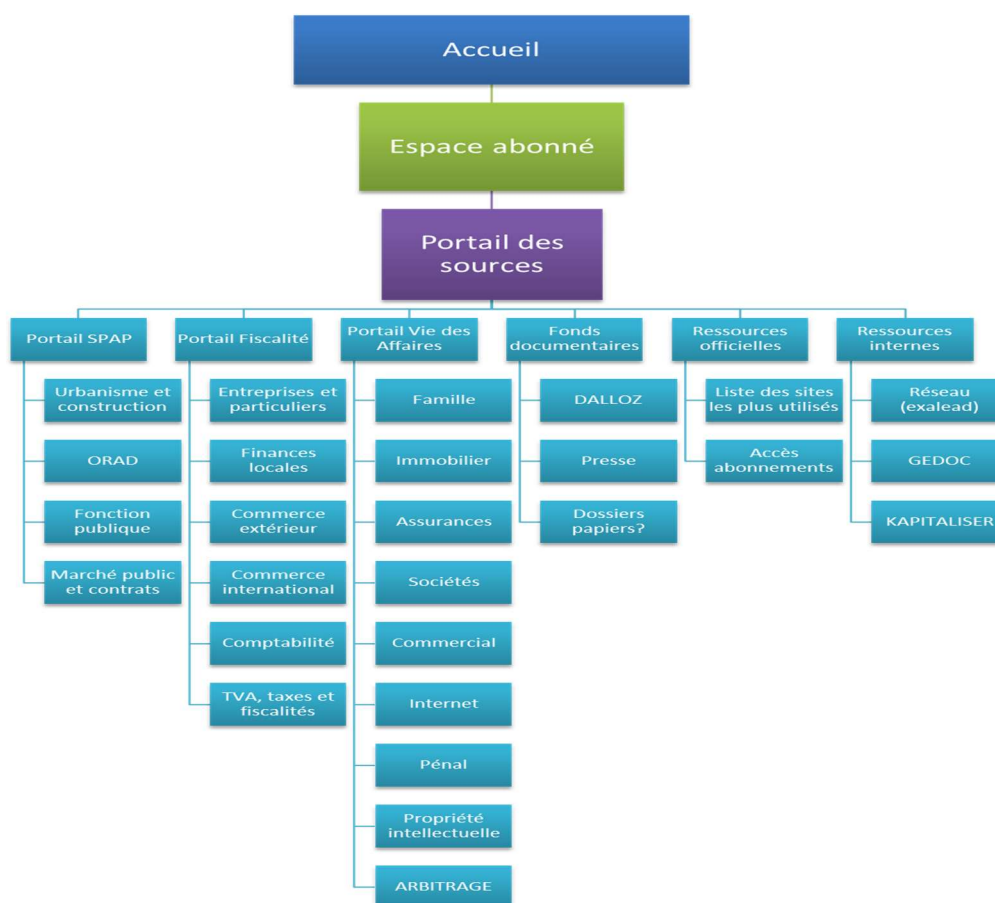 Accueil
Espace abonné
Portail des
sources
Portail SPAP
Urbanisme et
construction
ORAD
Fonction
publique
Marché public
et contrats
Portail Fiscalité
Entreprises et
particuliers
Finances
locales
Commerce
extérieur
Commerce
international
Comptabilité
TVA, taxes et
fiscalités
Portail Vie des
Affaires
Famille
Immobilier
Assurances
Sociétés
Commercial
Internet
Pénal
Propriété
intellectuelle
ARBITRAGE
Fonds
documentaires
DALLOZ
Presse
Dossiers
papiers?
Ressources
officielles
Liste des sites
les plus utilisés
Accès
abonnements
Ressources
internes
Réseau
(exalead)
GEDOC
KAPITALISER